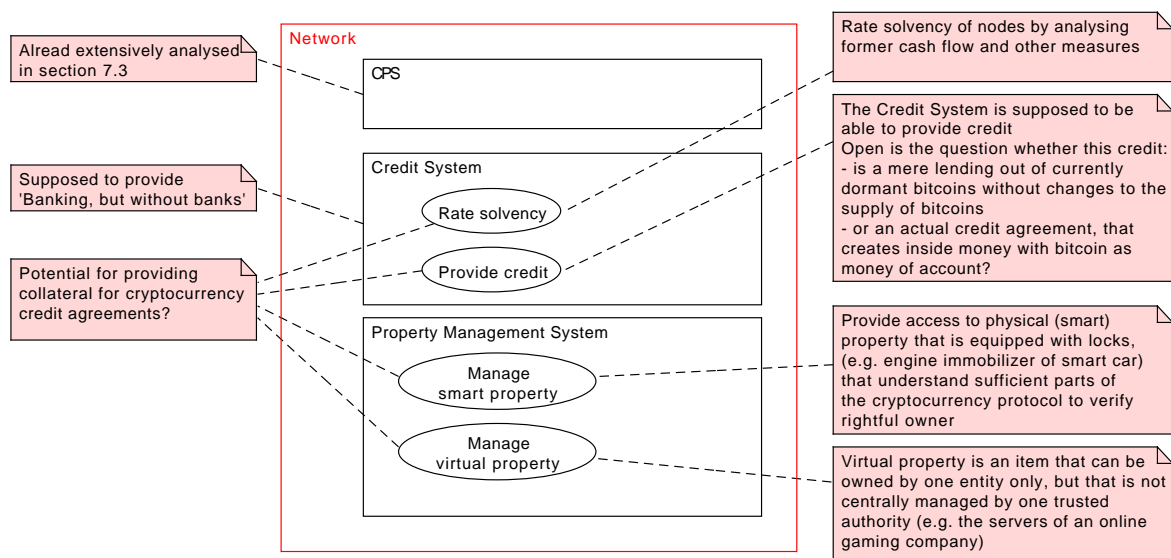 Network
Alread extensively analysed
in section 7.3
CPS
Rate solvency of nodes by analysing
former cash flow and other measures
The Credit System is supposed to be
able to provide credit
Open is the question whether this credit:
- is a mere lending out of currently
dormant bitcoins without changes to the
supply of bitcoins
- or an actual credit agreement, that
creates inside money with bitcoin as
money of account?
Credit System
Supposed to provide
'Banking, but without banks'
Rate solvency
Provide credit
Potential for providing
collateral for cryptocurrency
credit agreements?
Property Management System
Manage
smart property
Manage
virtual property
Provide access to physical (smart)
property that is equipped with locks,
(e.g. engine immobilizer of smart car)
that understand sufficient parts of
the cryptocurrency protocol to verify
rightful owner
Virtual property is an item that can be
owned by one entity only, but that is not
centrally managed by one trusted
authority (e.g. the servers of an online
gaming company)